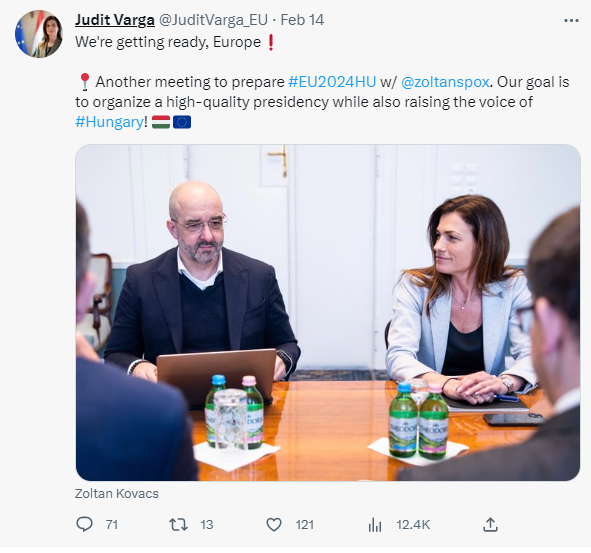 Judit Varga @JuditVarga_EU · Feb 14
We're getting ready, Europe❗
📍Another meeting to prepare #EU2024HU w/ @zoltanspox. Our goal is
to organize a high-quality presidency while also raising the voice of
#Hungary! 🇭🇺 🇪🇺
THEODORA
THEODORA
Zoltan Kovacs
71 13 121 12.4K